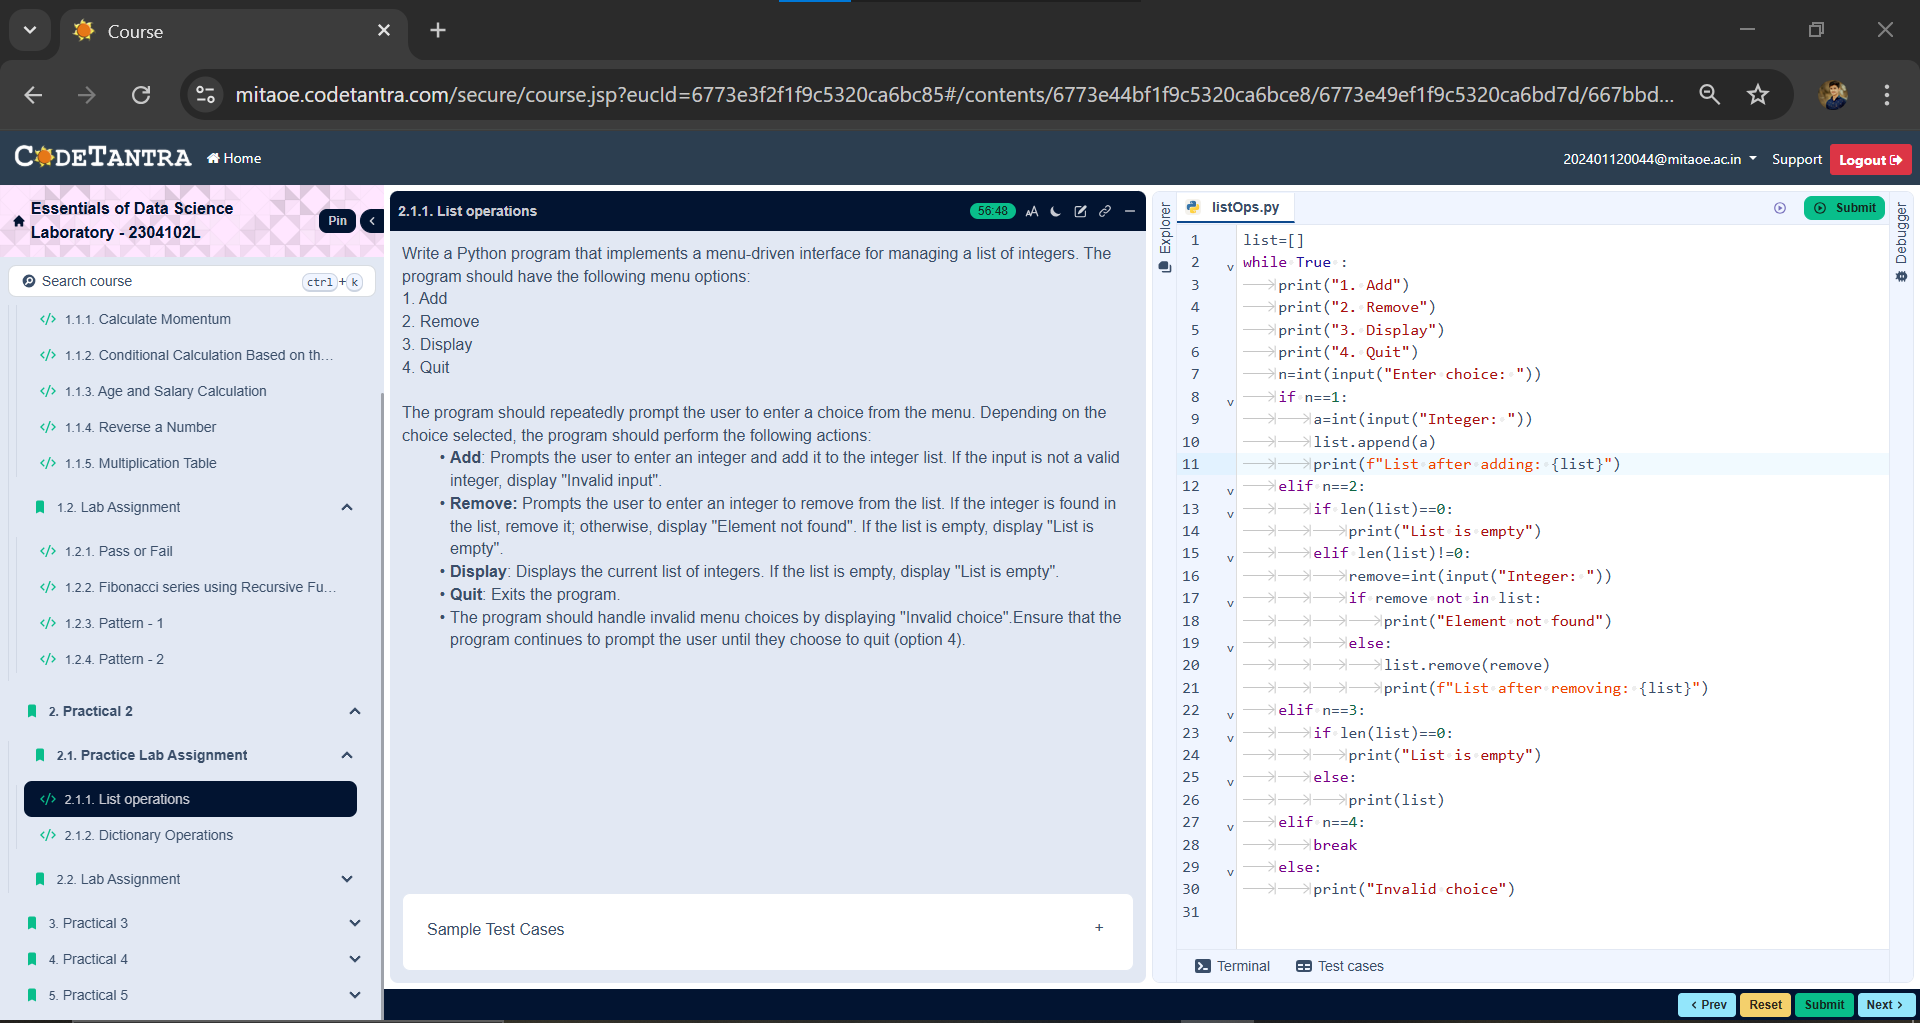 Course
mitaoe.codetantra.com/secure/course.jsp?eucId=6773e3f2f1f9c5320ca6bc85#/contents/6773e44bf1f9c5320ca6bce8/6773e49ef1f9c5320ca6bd7d/667bbd...
CODETANTRA Home
202401120044@mitaoe.ac.in Support Logout
Essentials of Data Science
Laboratory - 2304102L
Pin
Search course ctrl + k
1.1.1. Calculate Momentum
1.1.2. Conditional Calculation Based on th...
1.1.3. Age and Salary Calculation
1.1.4. Reverse a Number
1.1.5. Multiplication Table
1.2. Lab Assignment
1.2.1. Pass or Fail
1.2.2. Fibonacci series using Recursive Fu...
1.2.3. Pattern - 1
1.2.4. Pattern - 2
2. Practical 2
2.1. Practice Lab Assignment
2.1.1. List operations
2.1.2. Dictionary Operations
2.2. Lab Assignment
3. Practical 3
4. Practical 4
5. Practical 5
2.1.1. List operations 56:48 AA
Write a Python program that implements a menu-driven interface for managing a list of integers. The
program should have the following menu options:
1. Add
2. Remove
3. Display
4. Quit
The program should repeatedly prompt the user to enter a choice from the menu. Depending on the
choice selected, the program should perform the following actions:
• Add: Prompts the user to enter an integer and add it to the integer list. If the input is not a valid
integer, display "Invalid input".
• Remove: Prompts the user to enter an integer to remove from the list. If the integer is found in
the list, remove it; otherwise, display "Element not found". If the list is empty, display "List is
empty".
• Display: Displays the current list of integers. If the list is empty, display "List is empty".
• Quit: Exits the program.
• The program should handle invalid menu choices by displaying "Invalid choice".Ensure that the
program continues to prompt the user until they choose to quit (option 4).
Sample Test Cases +
Explorer
listOps.py
Submit
Debugger
1 list=[]
2 while True :
3 print("1. Add")
4 print("2. Remove")
5 print("3. Display")
6 print("4. Quit")
7 n=int(input("Enter choice: "))
8 if n==1:
9 a=int(input("Integer: "))
10 list.append(a)
11 print(f"List after adding: {list}")
12 elif n==2:
13 if len(list)==0:
14 print("List is empty")
15 elif len(list)!=0:
16 remove=int(input("Integer: "))
17 if remove not in list:
18 print("Element not found")
19 else:
20 list.remove(remove)
21 print(f"List after removing: {list}")
22 elif n==3:
23 if len(list)==0:
24 print("List is empty")
25 else:
26 print(list)
27 elif n==4:
28 break
29 else:
30 print("Invalid choice")
31
Terminal Test cases
< Prev Reset Submit Next >